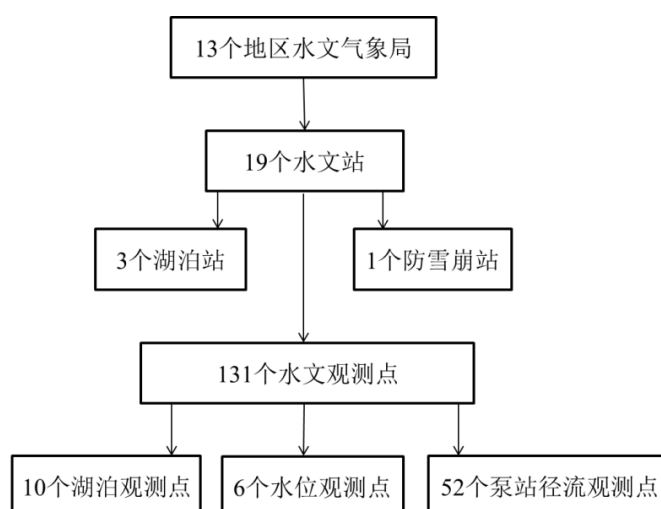 13个地区水文气象局
19个水文站
3个湖泊站
1个防雪崩站
131个水文观测点
10个湖泊观测点
6个水位观测点
52个泵站径流观测点